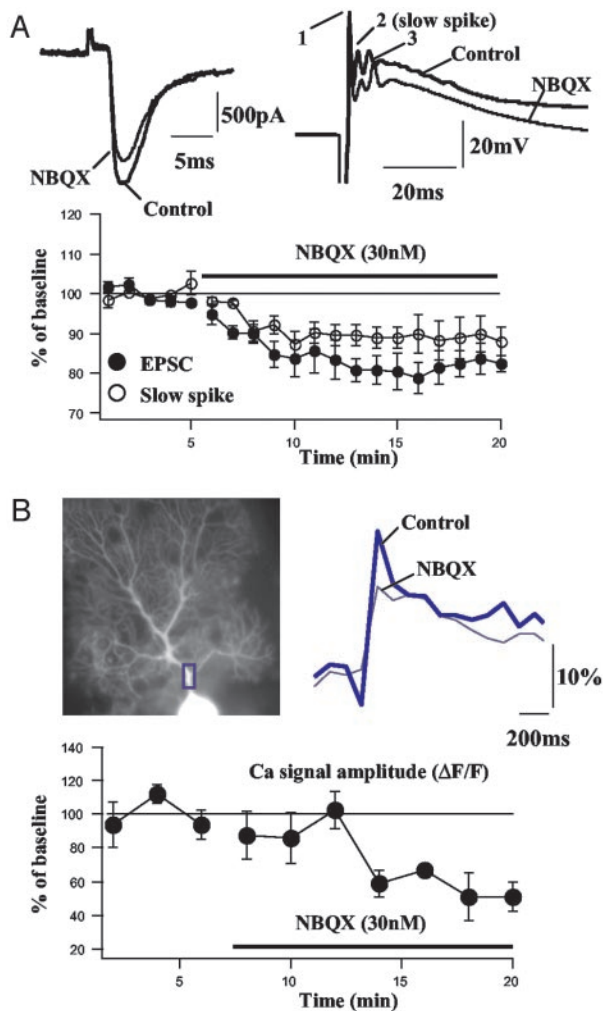 A
1
2 (slow spike)
3
Control
NBQX
500pA
5ms
NBQX
Control
20mV
20ms
120
110
100
90
80
70
% of baseline
NBQX (30nM)
EPSC
Slow spike
5
10
15
20
Time (min)
B
Control
NBQX
10%
200ms
140
120
100
80
60
40
20
% of baseline
Ca signal amplitude (ΔF/F)
NBQX (30nM)
5
10
15
20
Time (min)